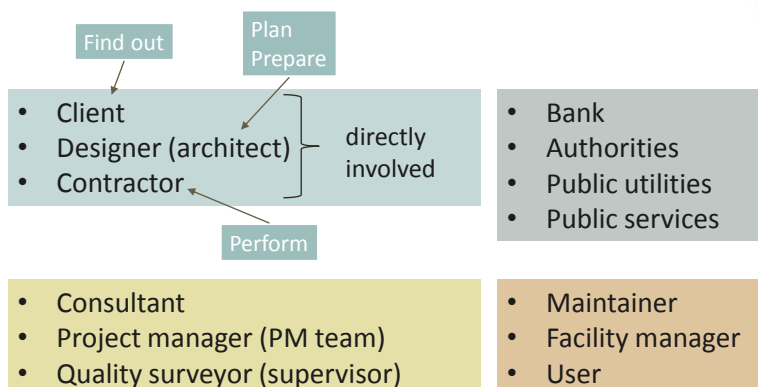 Find out
Plan
Prepare
• Client
• Designer (architect)
• Contractor
directly
involved
Perform
• Bank
• Authorities
• Public utilities
• Public services
• Consultant
• Project manager (PM team)
• Quality surveyor (supervisor)
• Maintainer
• Facility manager
• User